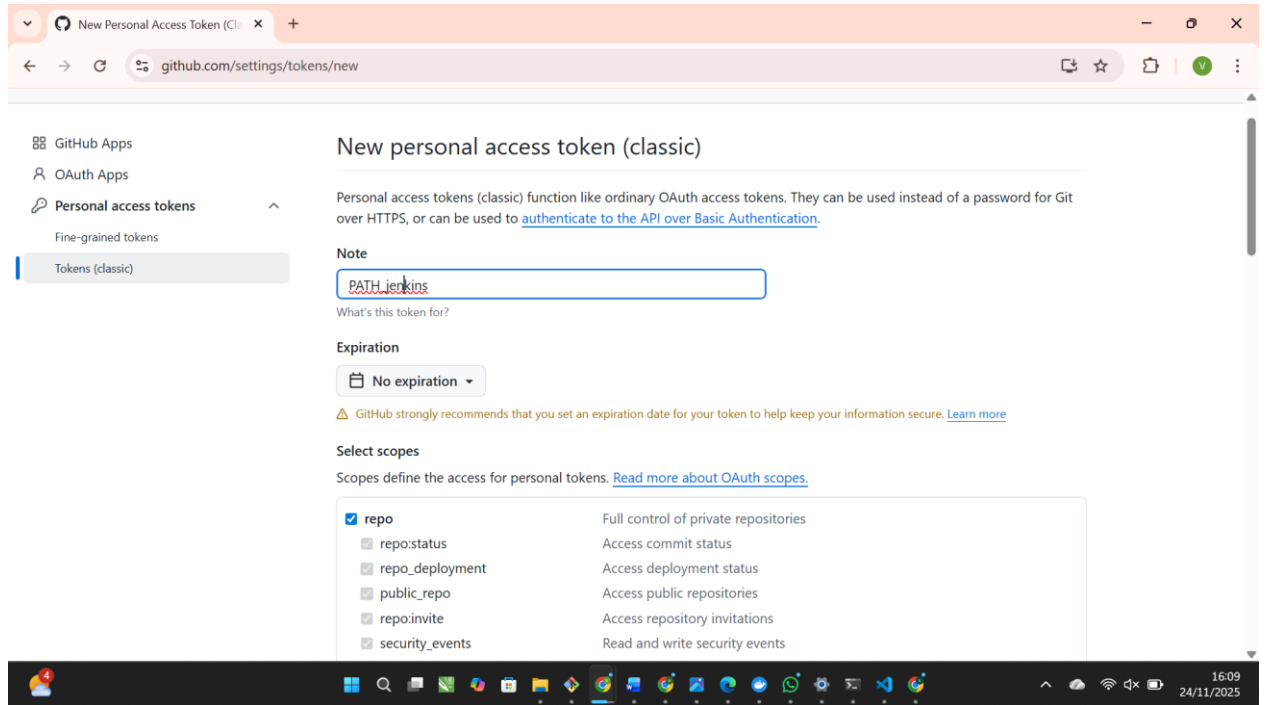 New Personal Access Token (Cla
github.com/settings/tokens/new
V
GitHub Apps
OAuth Apps
Personal access tokens
Fine-grained tokens
Tokens (classic)
New personal access token (classic)
Personal access tokens (classic) function like ordinary OAuth access tokens. They can be used instead of a password for Git
over HTTPS, or can be used to authenticate to the API over Basic Authentication.
Note
PATH_jenkins
What's this token for?
Expiration
No expiration
GitHub strongly recommends that you set an expiration date for your token to help keep your information secure. Learn more
Select scopes
Scopes define the access for personal tokens. Read more about OAuth scopes.
repo Full control of private repositories
repo:status Access commit status
repo_deployment Access deployment status
public_repo Access public repositories
repo:invite Access repository invitations
security_events Read and write security events
4
16:09
24/11/2025